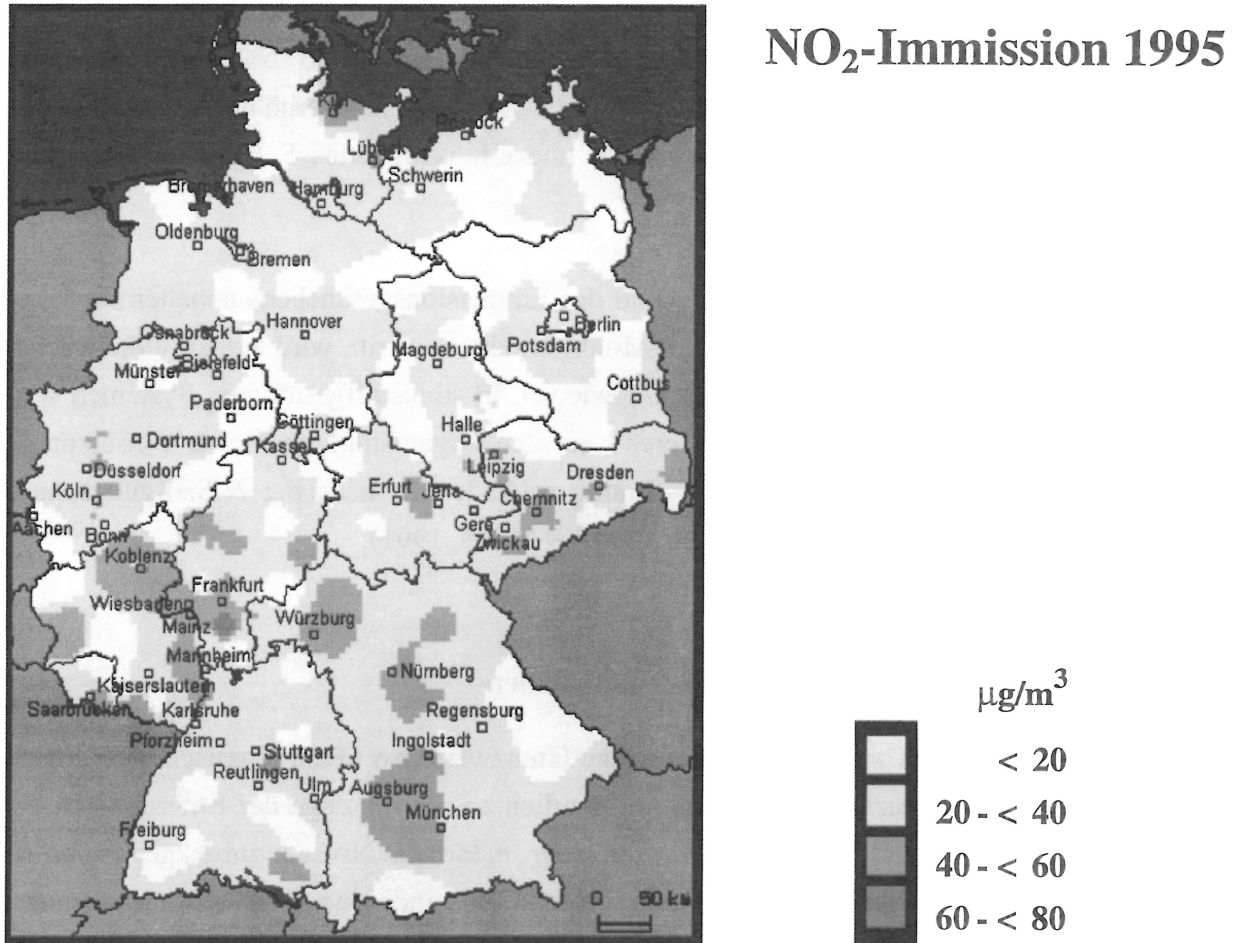 NO₂-Immission 1995
Kiel
Rostock
Lübeck
Schwerin
Bremerhaven
Hamburg
Oldenburg
Bremen
Hannover
Osnabrück
Berlin
Potsdam
Magdeburg
Münster
Bielefeld
Cottbus
Paderborn
Göttingen
Halle
Dortmund
Kassel
Leipzig
Düsseldorf
Dresden
Köln
Erfurt
Jena
Chemnitz
Aachen
Gera
Bonn
Zwickau
Koblenz
Frankfurt
Wiesbaden
Würzburg
Mainz
Mannheim
Nürnberg
Kaiserslautern
Saarbrücken
Karlsruhe
Regensburg
Pforzheim
Stuttgart
Ingolstadt
Reutlingen
Ulm
Augsburg
München
Freiburg
0 50 km
µg/m³
< 20
20 - < 40
40 - < 60
60 - < 80